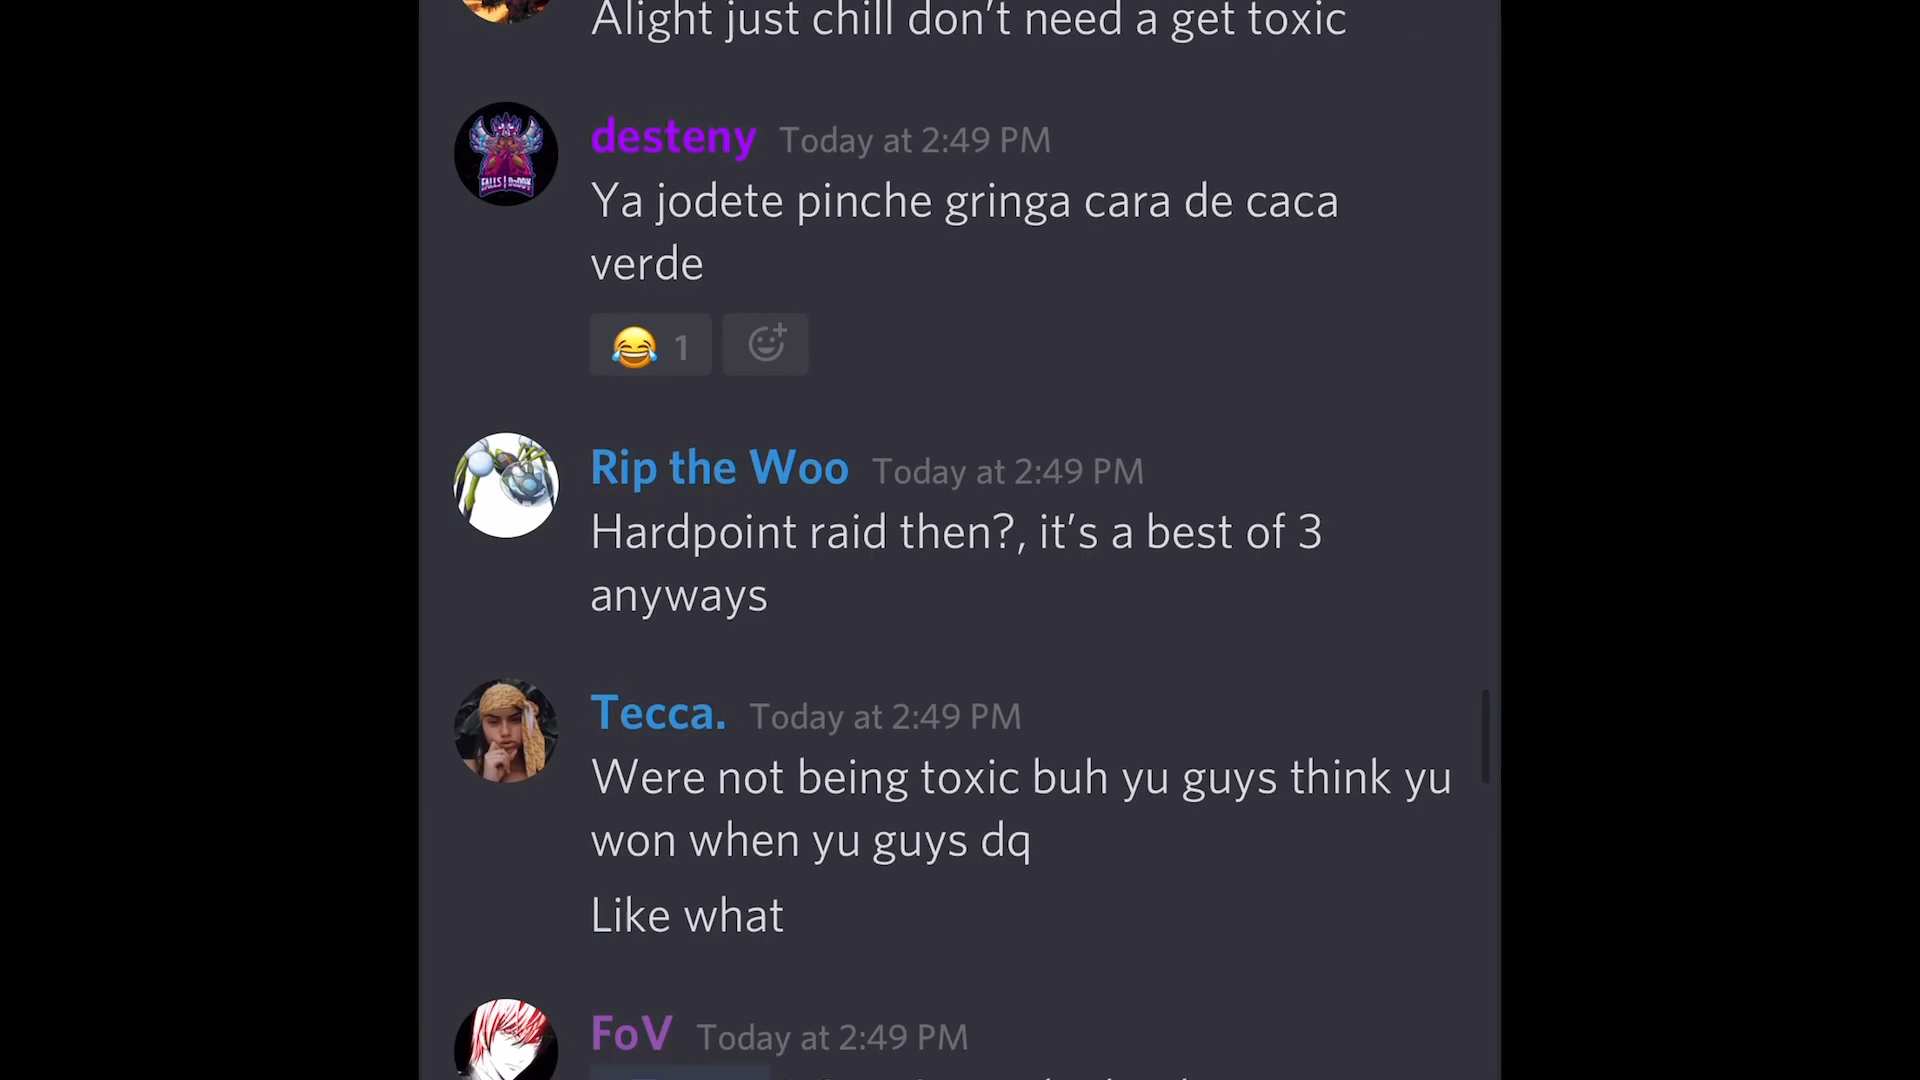 Alight just chill don't need a get toxic
desteny Today at 2:49 PM
Ya jodete pinche gringa cara de caca
verde
😂 1
Rip the Woo Today at 2:49 PM
Hardpoint raid then?, it's a best of 3
anyways
Tecca. Today at 2:49 PM
Were not being toxic buh yu guys think yu
won when yu guys dq
Like what
FoV Today at 2:49 PM